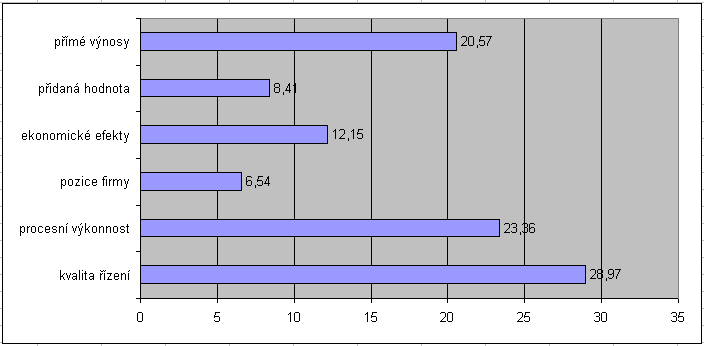 přímé výnosy 20,57
přidaná hodnota 8,41
ekonomické efekty 12,15
pozice firmy 6,54
procesní výkonnost 23,36
kvalita řízení 28,97
0 5 10 15 20 25 30 35